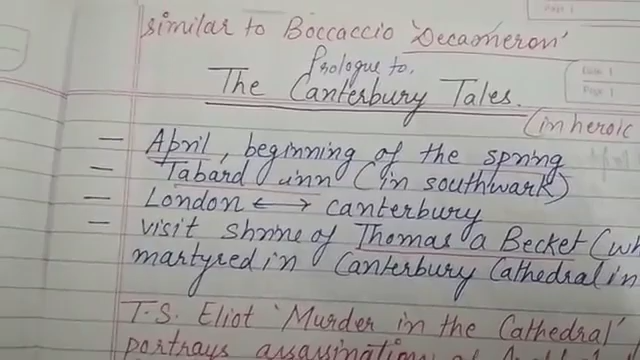 similar to Boccaccio 'Decameron'
Prologue to.
The Canterbury Tales.
(in heroic
— April, beginning of the spring
— Tabard inn (in southwark)
— London ⟷ canterbury
— visit shrine of Thomas a Becket (wh
martyred in Canterbury Cathedral in
T.S. Eliot 'Murder in the Cathedral'
portrays assassination